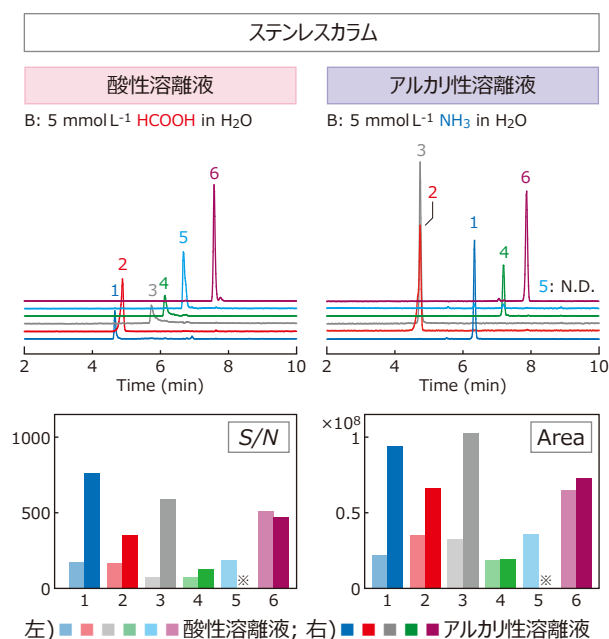 ステンレスカラム
酸性溶離液
アルカリ性溶離液
B: 5 mmol L⁻¹ HCOOH in H₂O
B: 5 mmol L⁻¹ NH₃ in H₂O
1
2
3
4
5
6
3
2
1
4
6
5: N.D.
2 4 6 8 10
2 4 6 8 10
Time (min)
Time (min)
S/N
1000
500
0
※
1 2 3 4 5 6
Area
×10⁸
1
0.5
0
※
1 2 3 4 5 6
左) 酸性溶離液; 右) アルカリ性溶離液